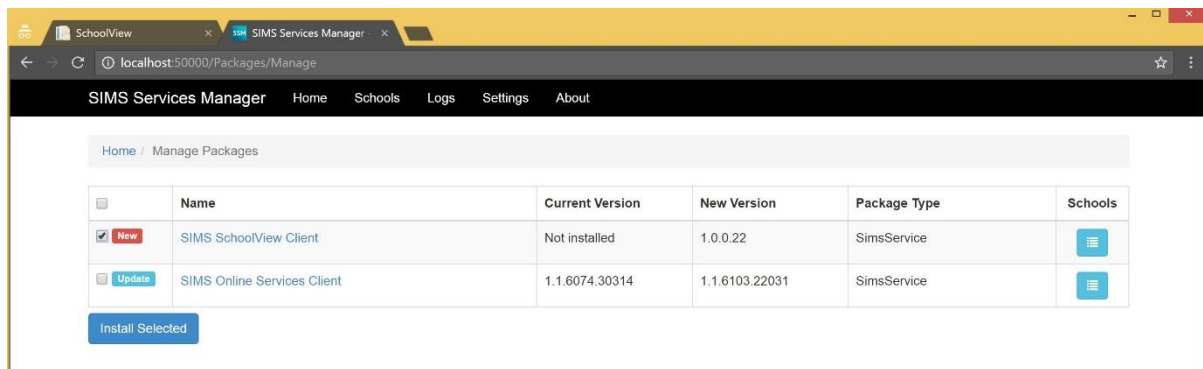 SchoolView
SSM SIMS Services Manager -
localhost:50000/Packages/Manage
SIMS Services Manager Home Schools Logs Settings About
Home / Manage Packages
Name Current Version New Version Package Type Schools
New SIMS SchoolView Client Not installed 1.0.0.22 SimsService
Update SIMS Online Services Client 1.1.6074.30314 1.1.6103.22031 SimsService
Install Selected